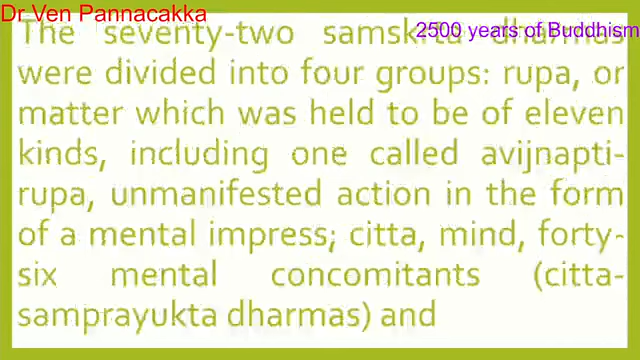 Dr Ven Pannacakka
2500 years of Buddhism
The seventy-two samskrta dharmas
were divided into four groups: rupa, or
matter which was held to be of eleven
kinds, including one called avijnapti-
rupa, unmanifested action in the form
of a mental impress; citta, mind, forty-
six mental concomitants (citta-
samprayukta dharmas) and